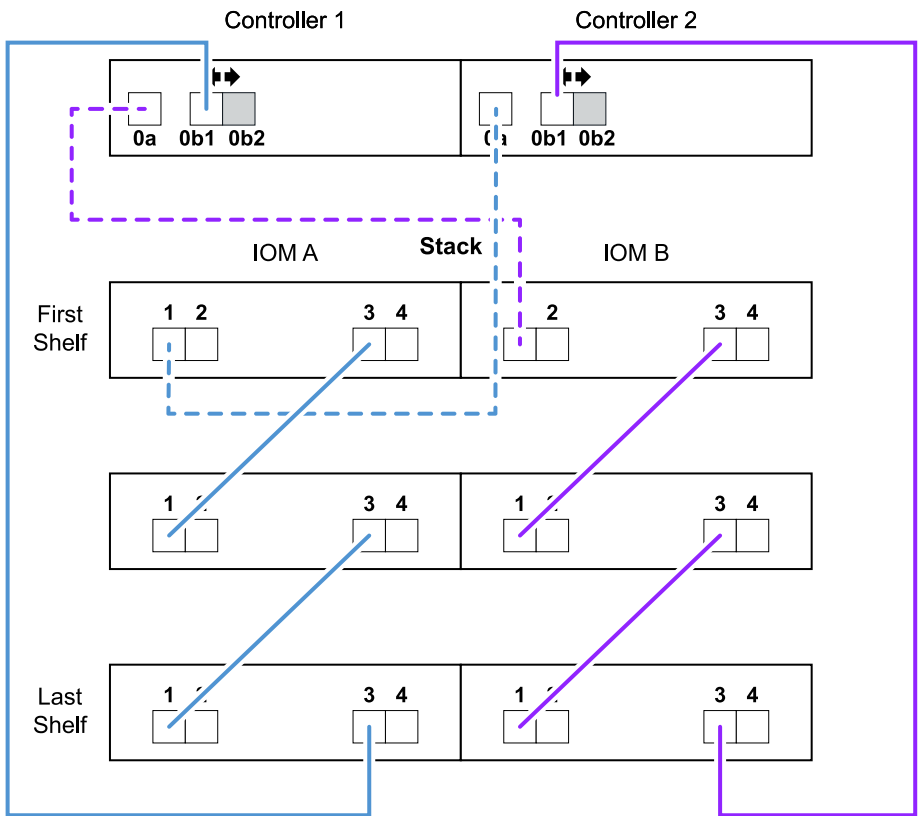 Controller 1 Controller 2
0a 0b1 0b2 0a 0b1 0b2
Stack
IOM A IOM B
First
Shelf
1 2 3 4 2 3 4
1 3 4 1 3 4
Last
Shelf
1 3 4 1 3 4